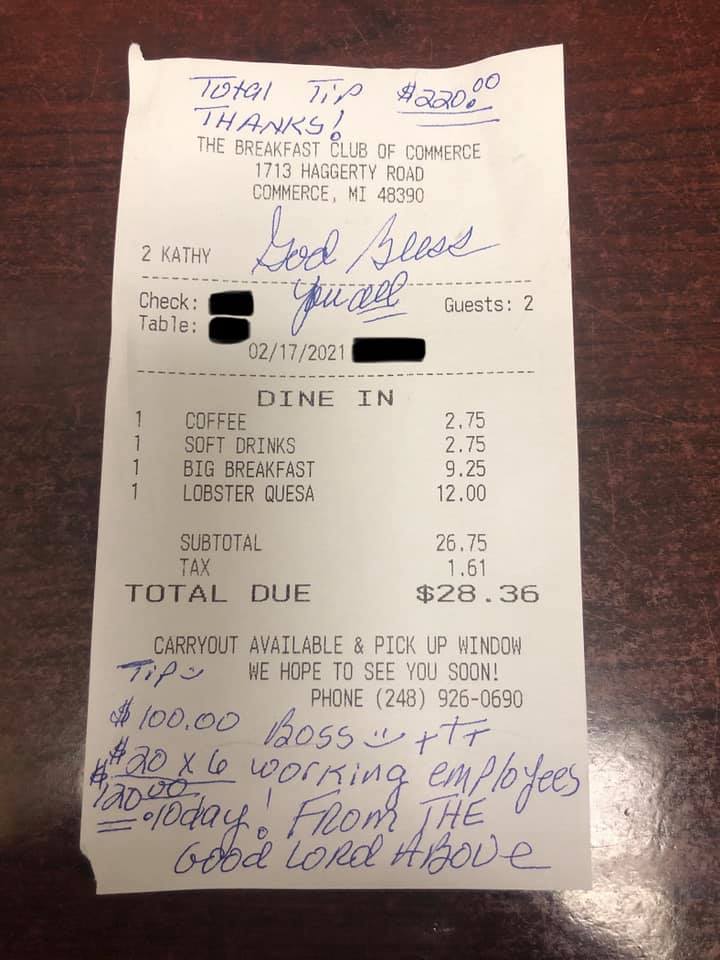 Total Tip $220.00
THANKS!
THE BREAKFAST CLUB OF COMMERCE
1713 HAGGERTY ROAD
COMMERCE, MI 48390
2 KATHY
God Bless
You all
Check:
Guests: 2
Table:
02/17/2021
DINE IN
1 COFFEE 2.75
1 SOFT DRINKS 2.75
1 BIG BREAKFAST 9.25
1 LOBSTER QUESA 12.00
SUBTOTAL 26.75
TAX 1.61
TOTAL DUE $28.36
CARRYOUT AVAILABLE & PICK UP WINDOW
Tip WE HOPE TO SEE YOU SOON!
PHONE (248) 926-0690
$100.00 Boss
$20 x 6 working employees
$120.00 today! From THE
Good LORD ABove